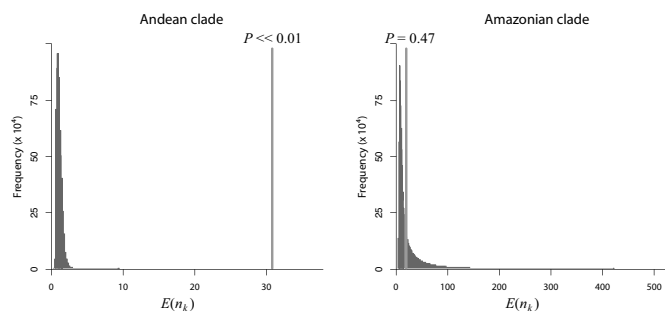 Andean clade
P << 0.01
Frequency (x 10⁴)
75
50
25
0
0 10 20 30
E(nₖ)
Amazonian clade
P = 0.47
Frequency (x 10⁴)
75
50
25
0
0 100 200 300 400 500
E(nₖ)